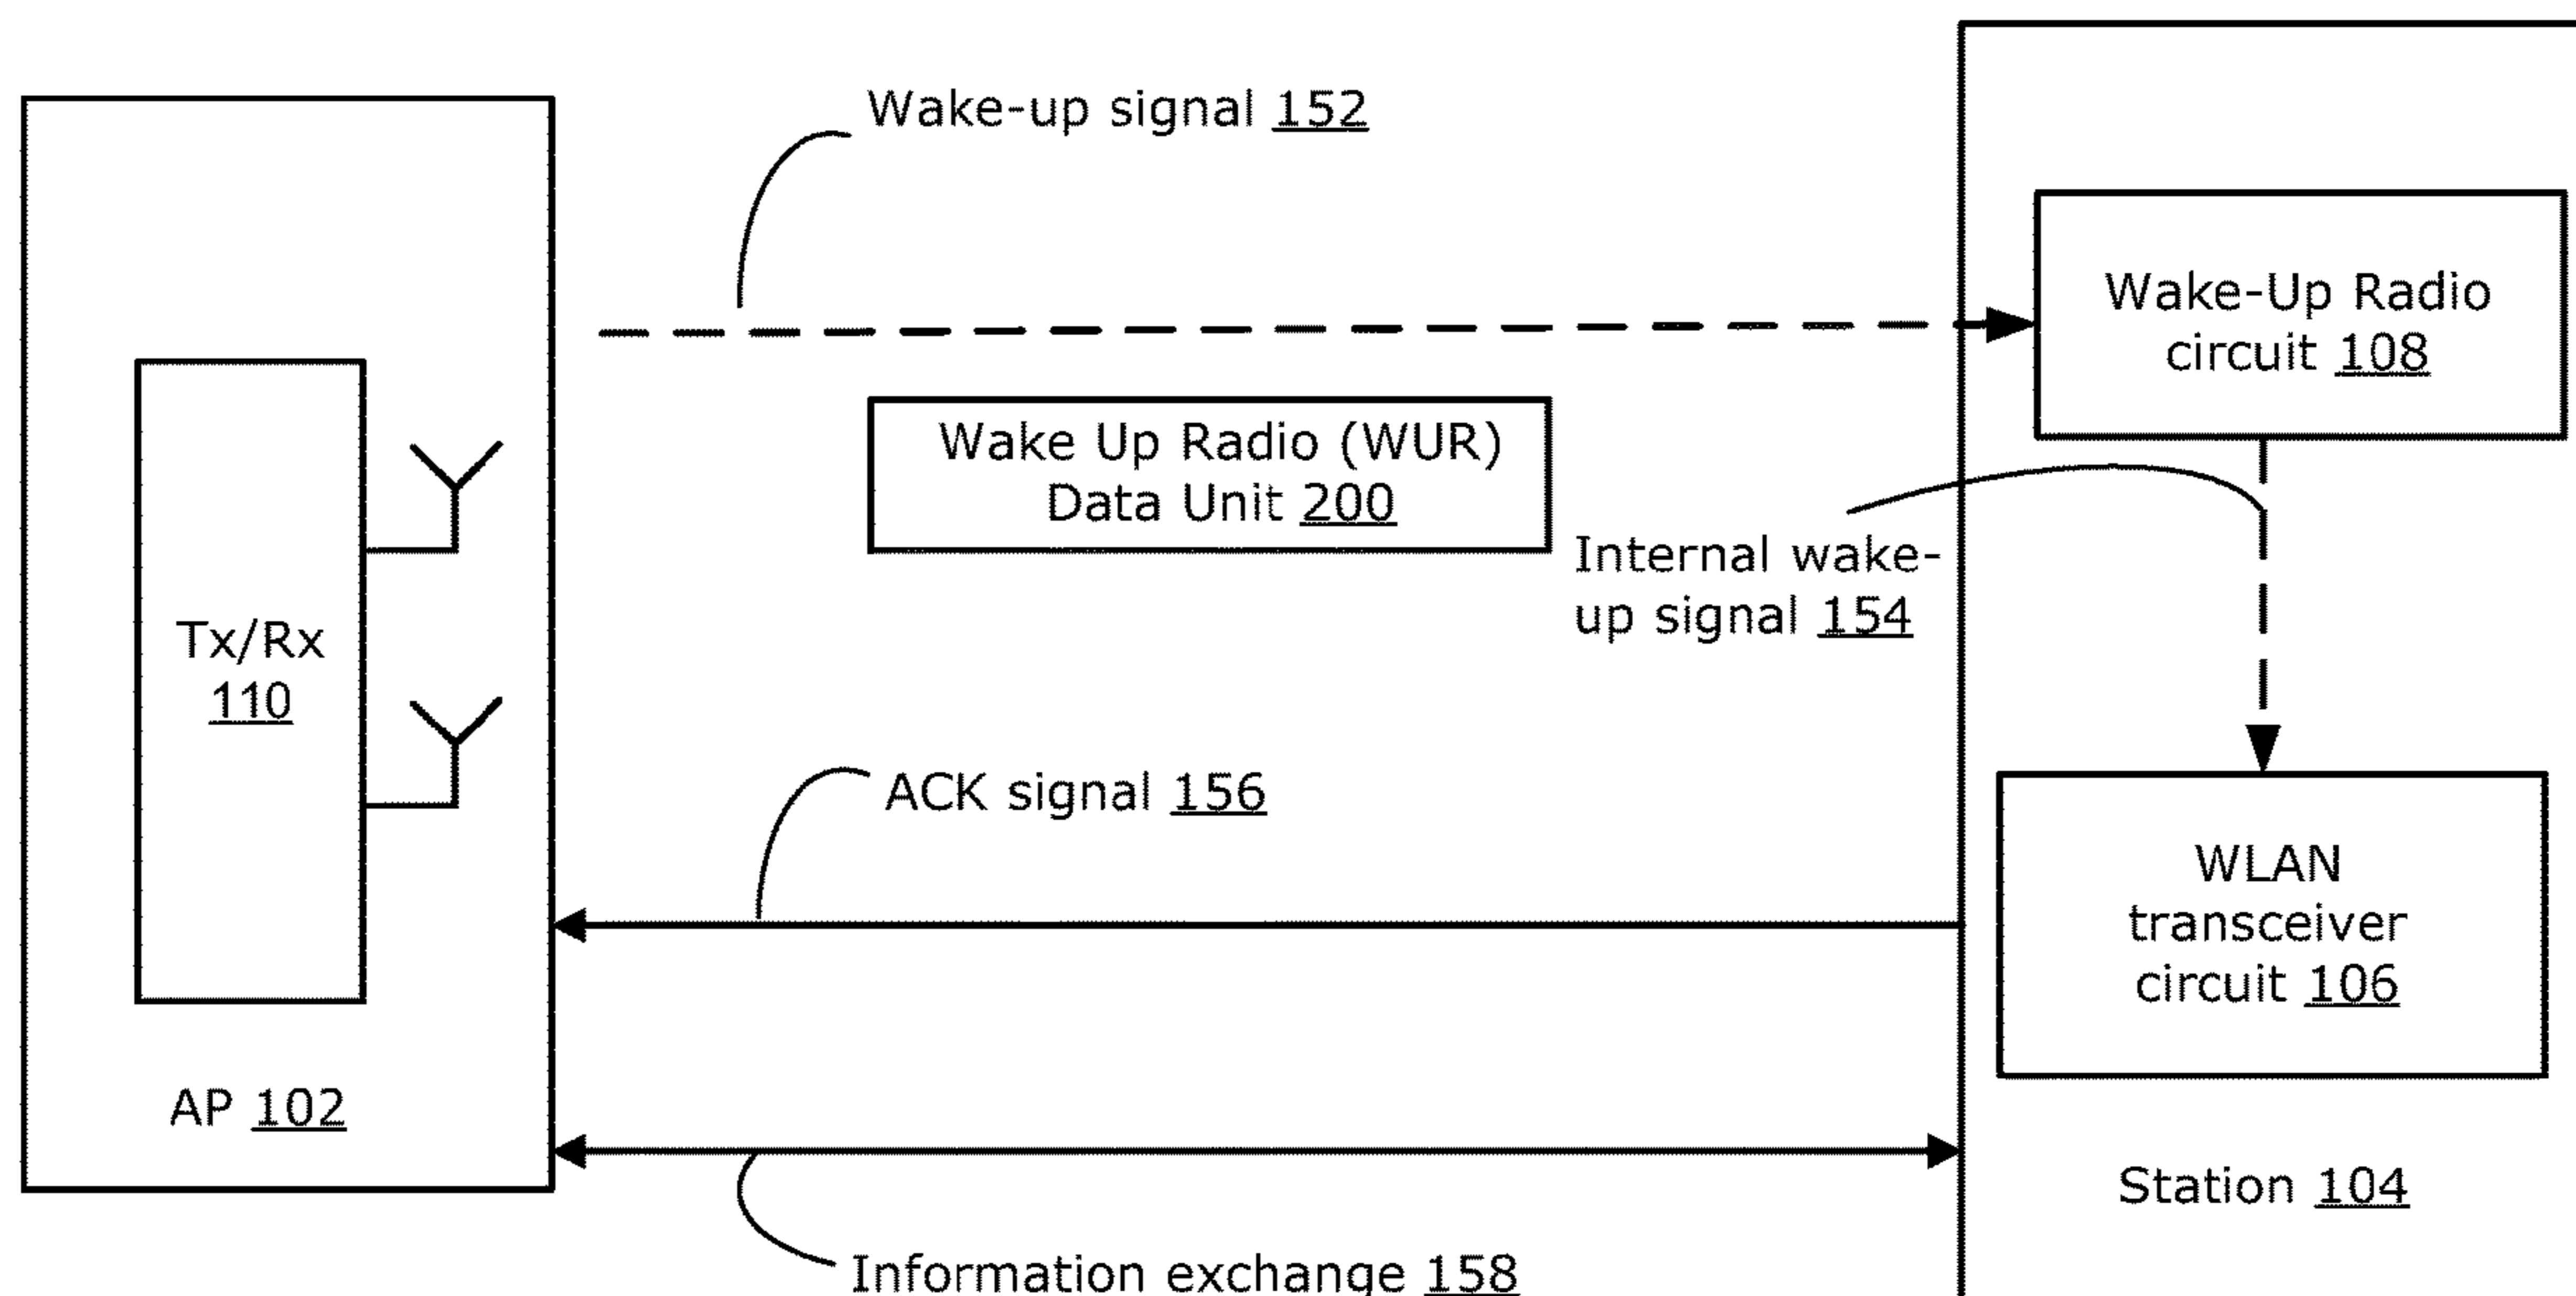 Wake-up signal 152
Wake-Up Radio
circuit 108
Wake Up Radio (WUR)
Data Unit 200
Internal wake-
up signal 154
Tx/Rx
110
ACK signal 156
WLAN
transceiver
circuit 106
AP 102
Station 104
Information exchange 158